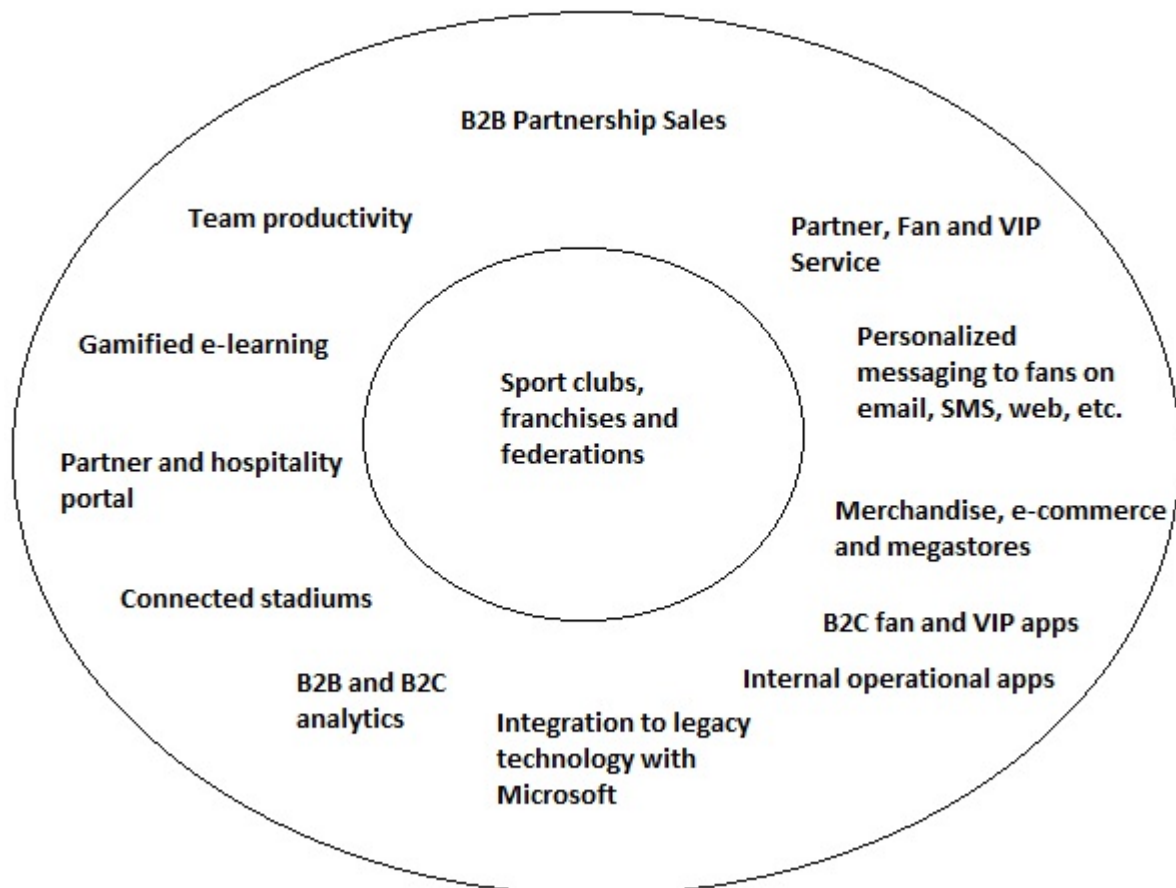 B2B Partnership Sales
Team productivity
Partner, Fan and VIP
Service
Gamified e-learning
Personalized
messaging to fans on
email, SMS, web, etc.
Sport clubs,
franchises and
federations
Partner and hospitality
portal
Merchandise, e-commerce
and megastores
Connected stadiums
B2C fan and VIP apps
B2B and B2C
analytics
Internal operational apps
Integration to legacy
technology with
Microsoft